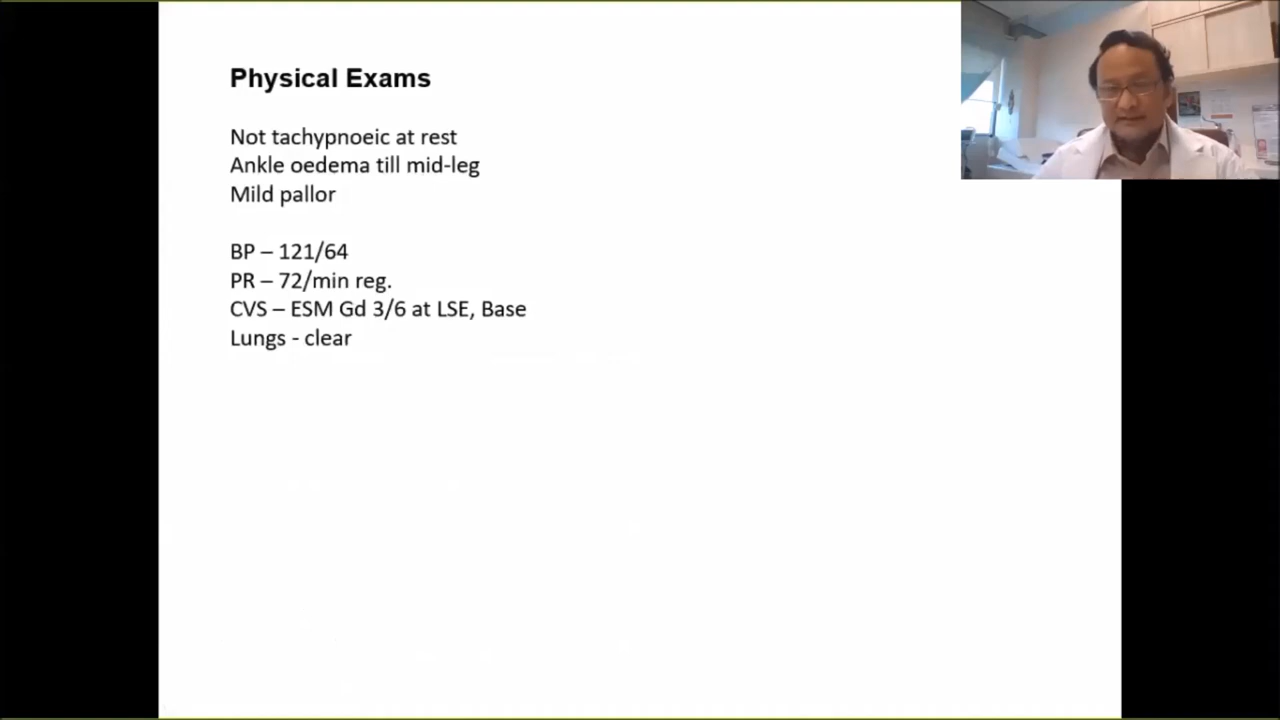 Physical Exams
Not tachypnoeic at rest
Ankle oedema till mid-leg
Mild pallor
BP – 121/64
PR – 72/min reg.
CVS – ESM Gd 3/6 at LSE, Base
Lungs - clear